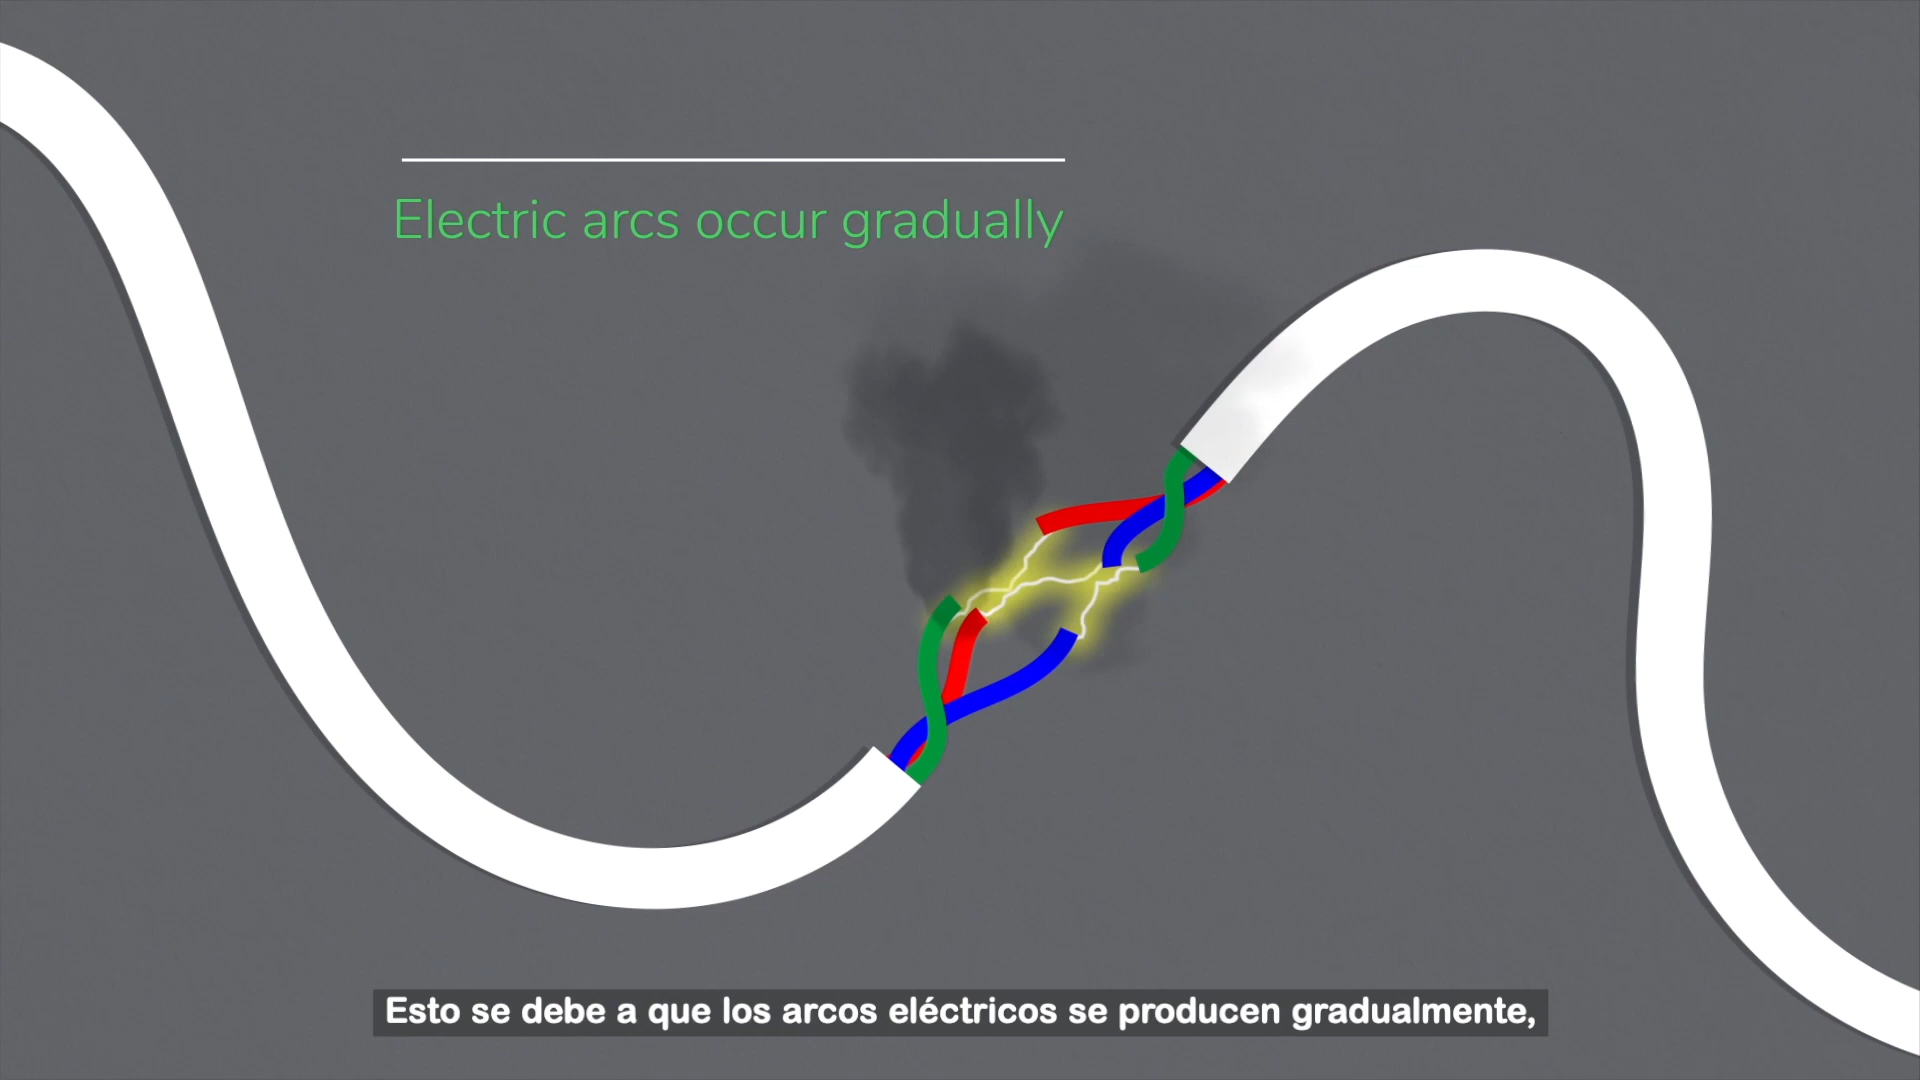 Electric arcs occur gradually
Esto se debe a que los arcos eléctricos se producen gradualmente,